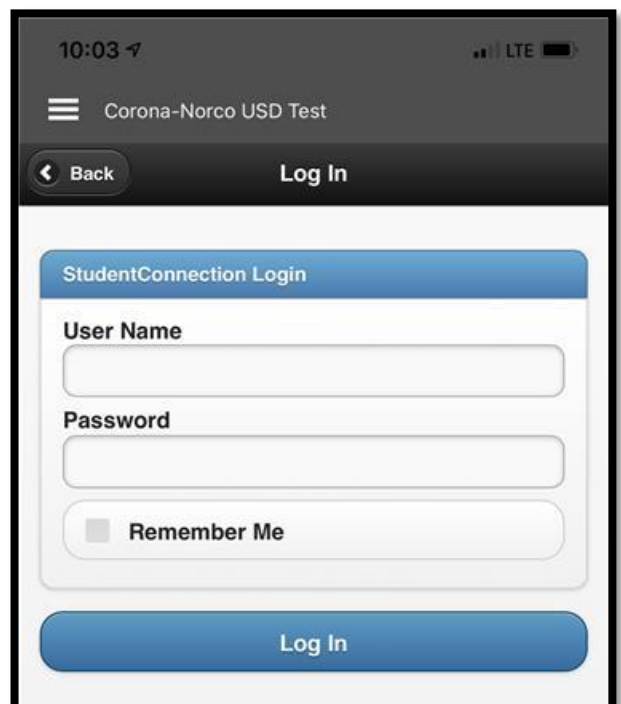 10:03 LTE
Corona-Norco USD Test
Back Log In
StudentConnection Login
User Name
Password
Remember Me
Log In